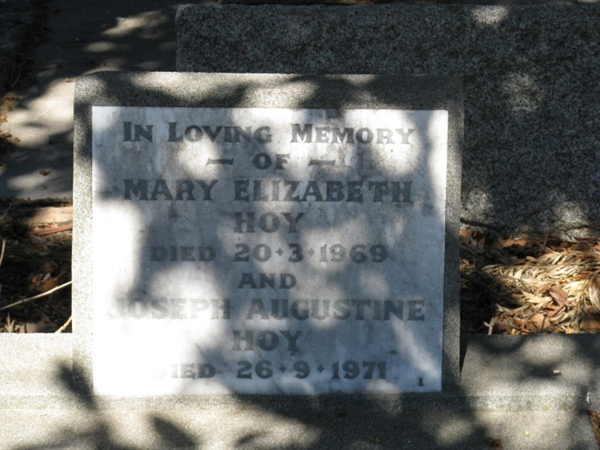 IN LOVING MEMORY
— OF —
MARY ELIZABETH
HOY
DIED 20·3·1969
AND
JOSEPH AUGUSTINE
HOY
DIED 26·9·1971